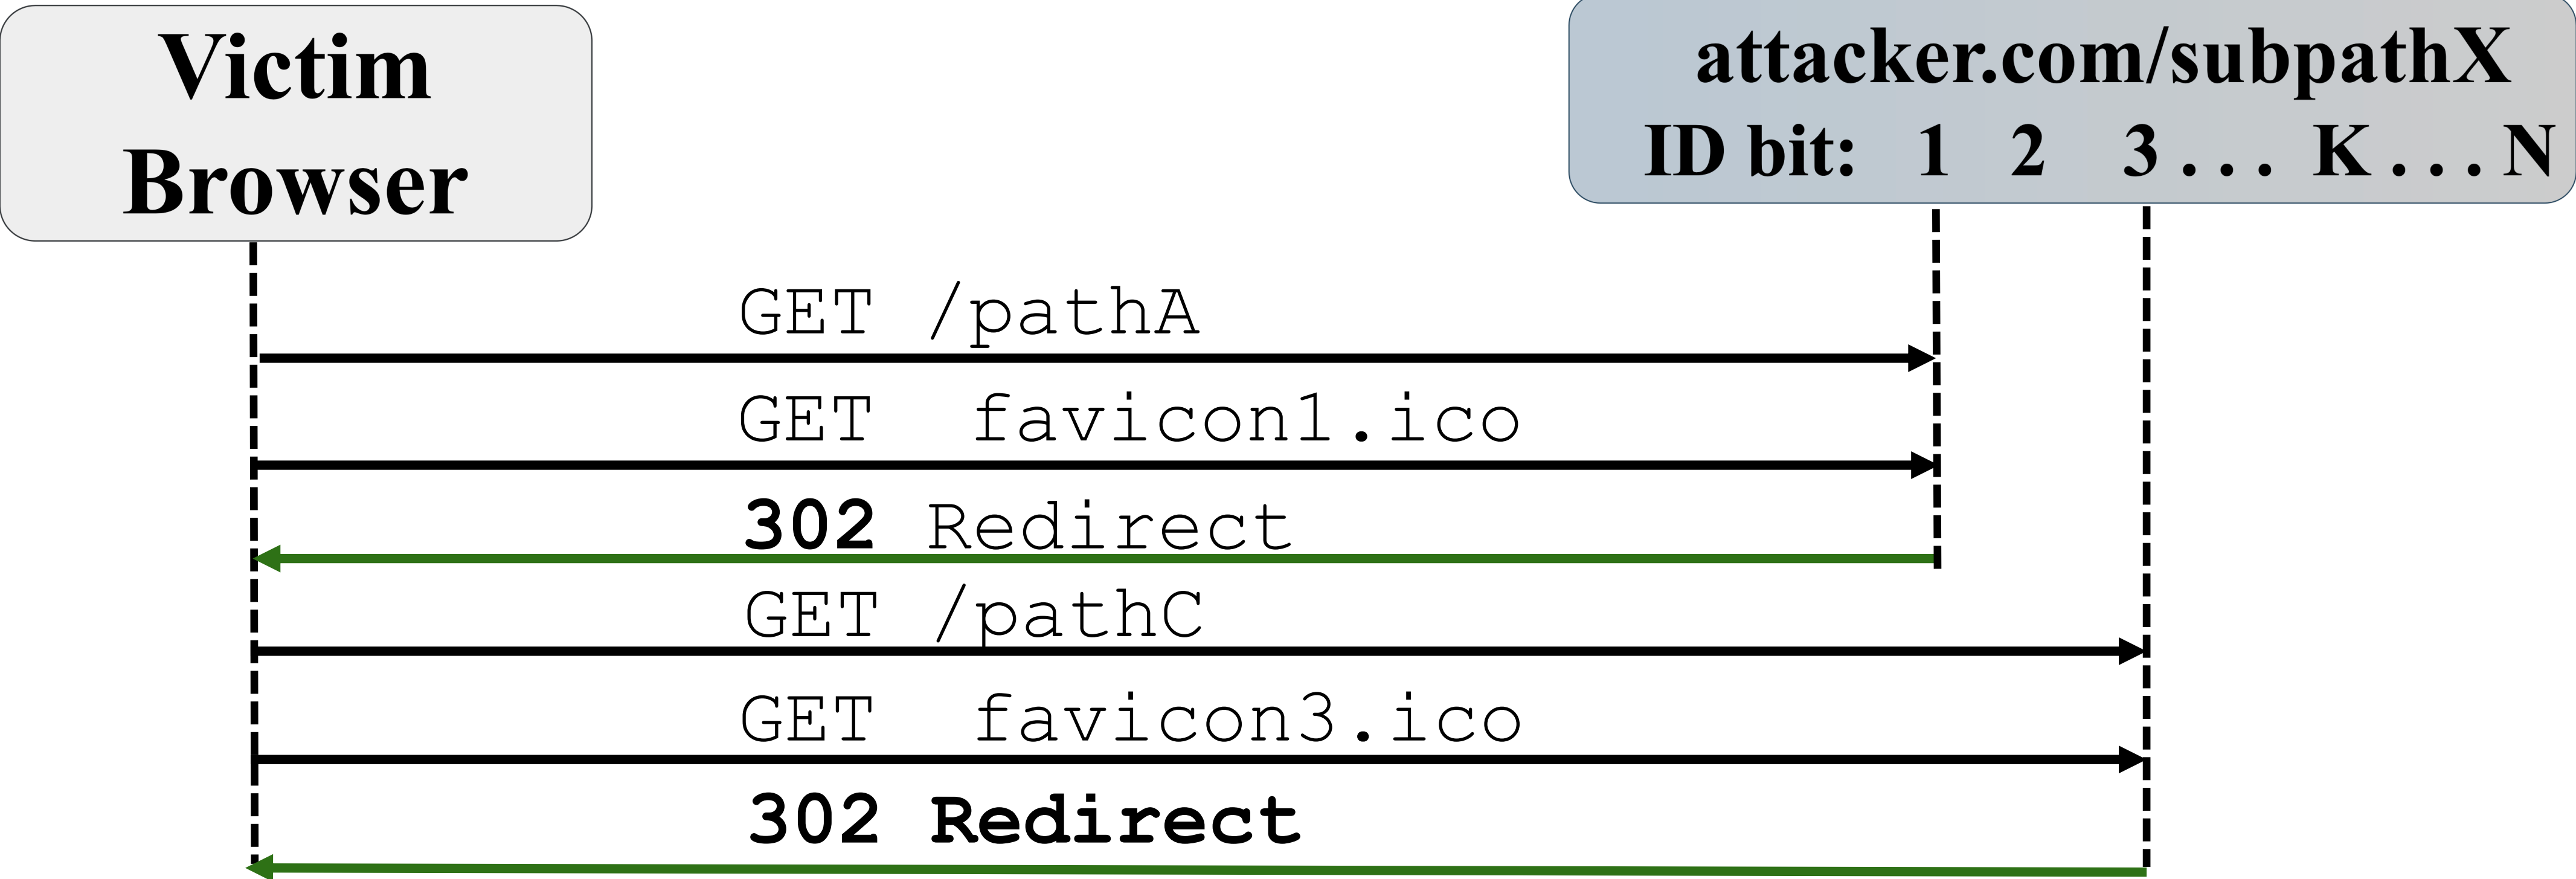 Victim
Browser
attacker.com/subpathX
ID bit: 1 2 3 . . . K . . . N
GET /pathA
GET favicon1.ico
302 Redirect
GET /pathC
GET favicon3.ico
302 Redirect